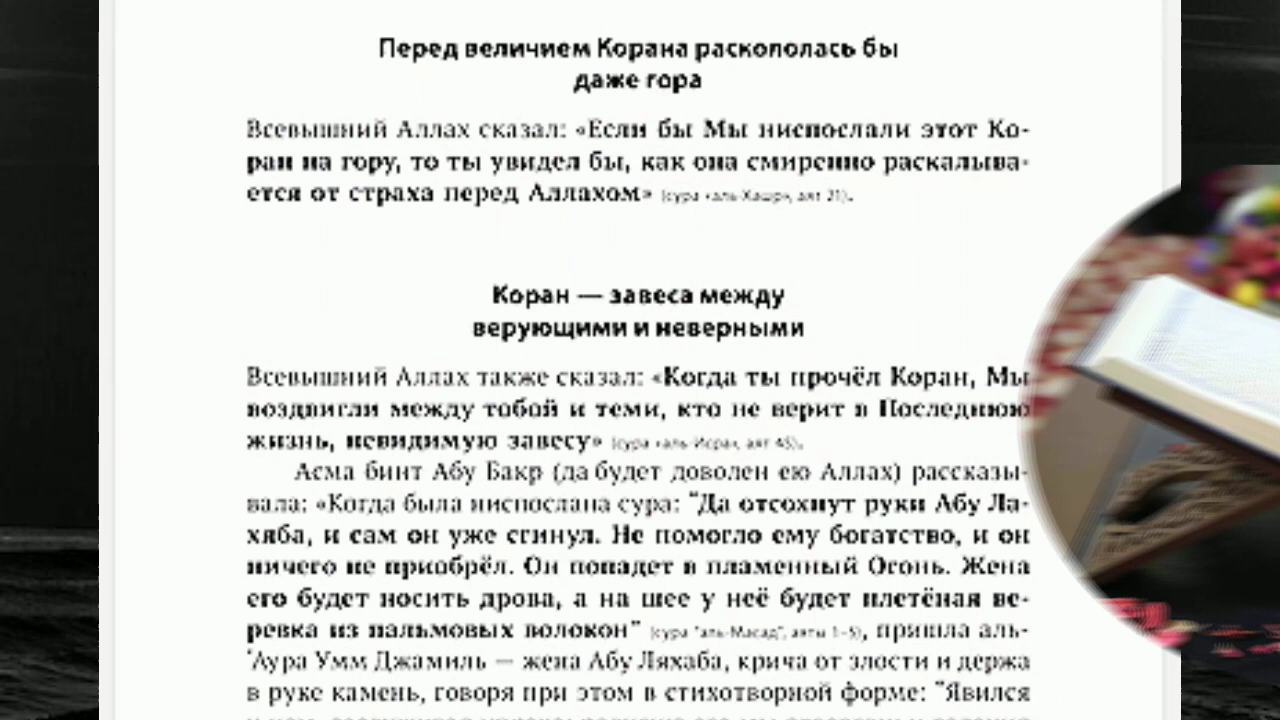 Перед величием Корана раскололась бы
даже гора
Всевышний Аллах сказал: «Если бы Мы ниспослали этот Ко-
ран на гору, то ты увидел бы, как она смиренно раскалыва-
ется от страха перед Аллахом» (сура «аль-Хашр», аят 21).
Коран — завеса между
верующими и неверными
Всевышний Аллах также сказал: «Когда ты прочёл Коран, Мы
воздвигли между тобой и теми, кто не верит в Последнюю
жизнь, невидимую завесу» (сура «аль-Исра», аят 45).
Асма бинт Абу Бакр (да будет доволен ею Аллах) рассказы-
вала: «Когда была ниспослана сура: "Да отсохнут руки Абу Ля-
хяба, и сам он уже сгинул. Не помогло ему богатство, и он
ничего не приобрёл. Он попадет в пламенный Огонь. Жена
его будет носить дрова, а на шее у неё будет плетёная ве-
ревка из пальмовых волокон" (сура "аль-Масад", аяты 1–5), пришла аль-
'Аура Умм Джамиль — жена Абу Ляхаба, крича от злости и держа
в руке камень, говоря при этом в стихотворной форме: "Явился